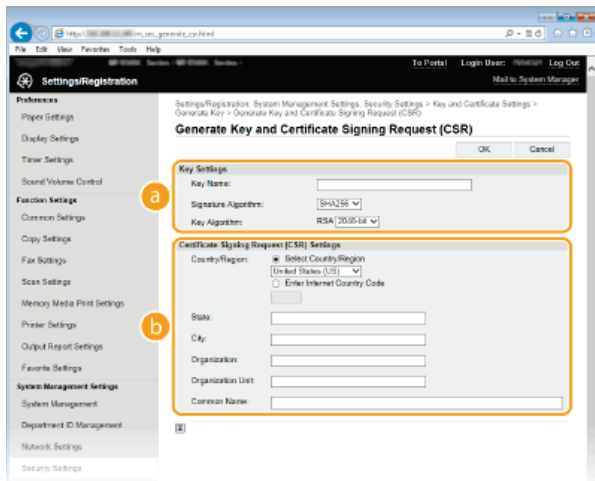 http://
m_sec_generate_csr.html
File Edit View Favorites Tools Help
To Portal Login User: Log Out
Settings/Registration
Mail to System Manager
Preferences
Paper Settings
Display Settings
Timer Settings
Sound Volume Control
Function Settings
Common Settings
Copy Settings
Fax Settings
Scan Settings
Memory Media Print Settings
Printer Settings
Output Report Settings
Favorite Settings
System Management Settings
System Management
Department ID Management
Network Settings
Security Settings
Settings/Registration: System Management Settings: Security Settings > Key and Certificate Settings >
Generate Key > Generate Key and Certificate Signing Request (CSR)
Generate Key and Certificate Signing Request (CSR)
OK Cancel
a
Key Settings
Key Name:
Signature Algorithm: SHA256
Key Algorithm: RSA 2048-bit
b
Certificate Signing Request (CSR) Settings
Country/Region: Select Country/Region
United States (US)
Enter Internet Country Code
State:
City:
Organization:
Organization Unit:
Common Name: